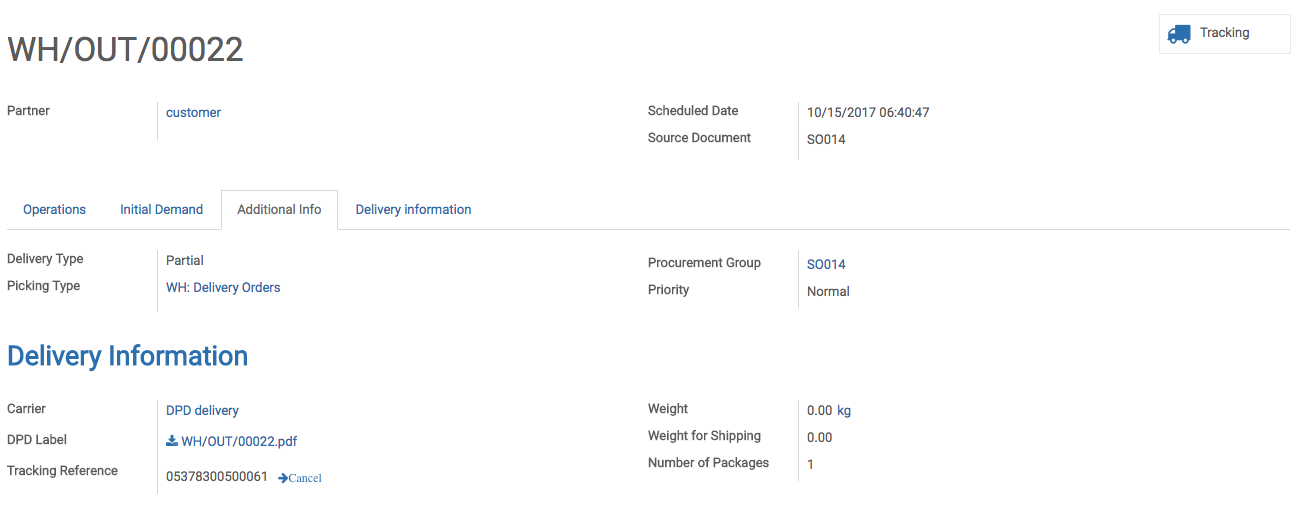 Tracking
WH/OUT/00022
Partner customer
Scheduled Date 10/15/2017 06:40:47
Source Document SO014
Operations Initial Demand Additional Info Delivery information
Delivery Type Partial
Picking Type WH: Delivery Orders
Procurement Group SO014
Priority Normal
Delivery Information
Carrier DPD delivery
DPD Label WH/OUT/00022.pdf
Tracking Reference 05378300500061 Cancel
Weight 0.00 kg
Weight for Shipping 0.00
Number of Packages 1